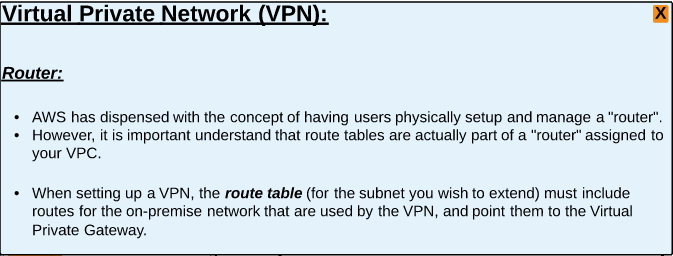 Virtual Private Network (VPN):
X
Router:
• AWS has dispensed with the concept of having users physically setup and manage a "router".
• However, it is important understand that route tables are actually part of a "router" assigned to
your VPC.
• When setting up a VPN, the route table (for the subnet you wish to extend) must include
routes for the on-premise network that are used by the VPN, and point them to the Virtual
Private Gateway.